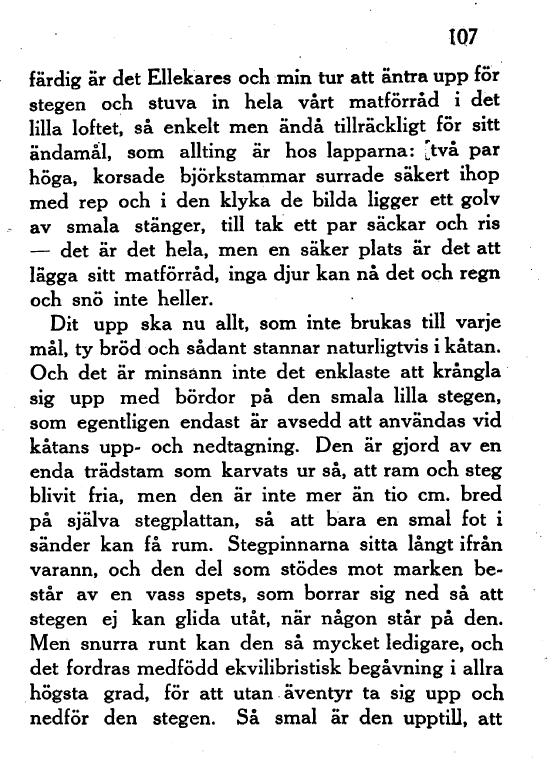 107
färdig är det Ellekares och min tur att äntra upp för
stegen och stuva in hela vårt matförråd i det
lilla loftet, så enkelt men ändå tillräckligt för sitt
ändamål, som allting är hos lapparna: två par
höga, korsade björkstammar surrade säkert ihop
med rep och i den klyka de bilda ligger ett golv
av smala stänger, till tak ett par säckar och ris
— det är det hela, men en säker plats är det att
lägga sitt matförråd, inga djur kan nå det och regn
och snö inte heller.
Dit upp ska nu allt, som inte brukas till varje
mål, ty bröd och sådant stannar naturligtvis i kåtan.
Och det är minsann inte det enklaste att krångla
sig upp med bördor på den smala lilla stegen,
som egentligen endast är avsedd att användas vid
kåtans upp- och nedtagning. Den är gjord av en
enda trädstam som karvats ur så, att ram och steg
blivit fria, men den är inte mer än tio cm. bred
på själva stegplattan, så att bara en smal fot i
sänder kan få rum. Stegpinnarna sitta långt ifrån
varann, och den del som stödes mot marken be-
står av en vass spets, som borrar sig ned så att
stegen ej kan glida utåt, när någon står på den.
Men snurra runt kan den så mycket ledigare, och
det fordras medfödd ekvilibristisk begåvning i allra
högsta grad, för att utan äventyr ta sig upp och
nedför den stegen. Så smal är den upptill, att